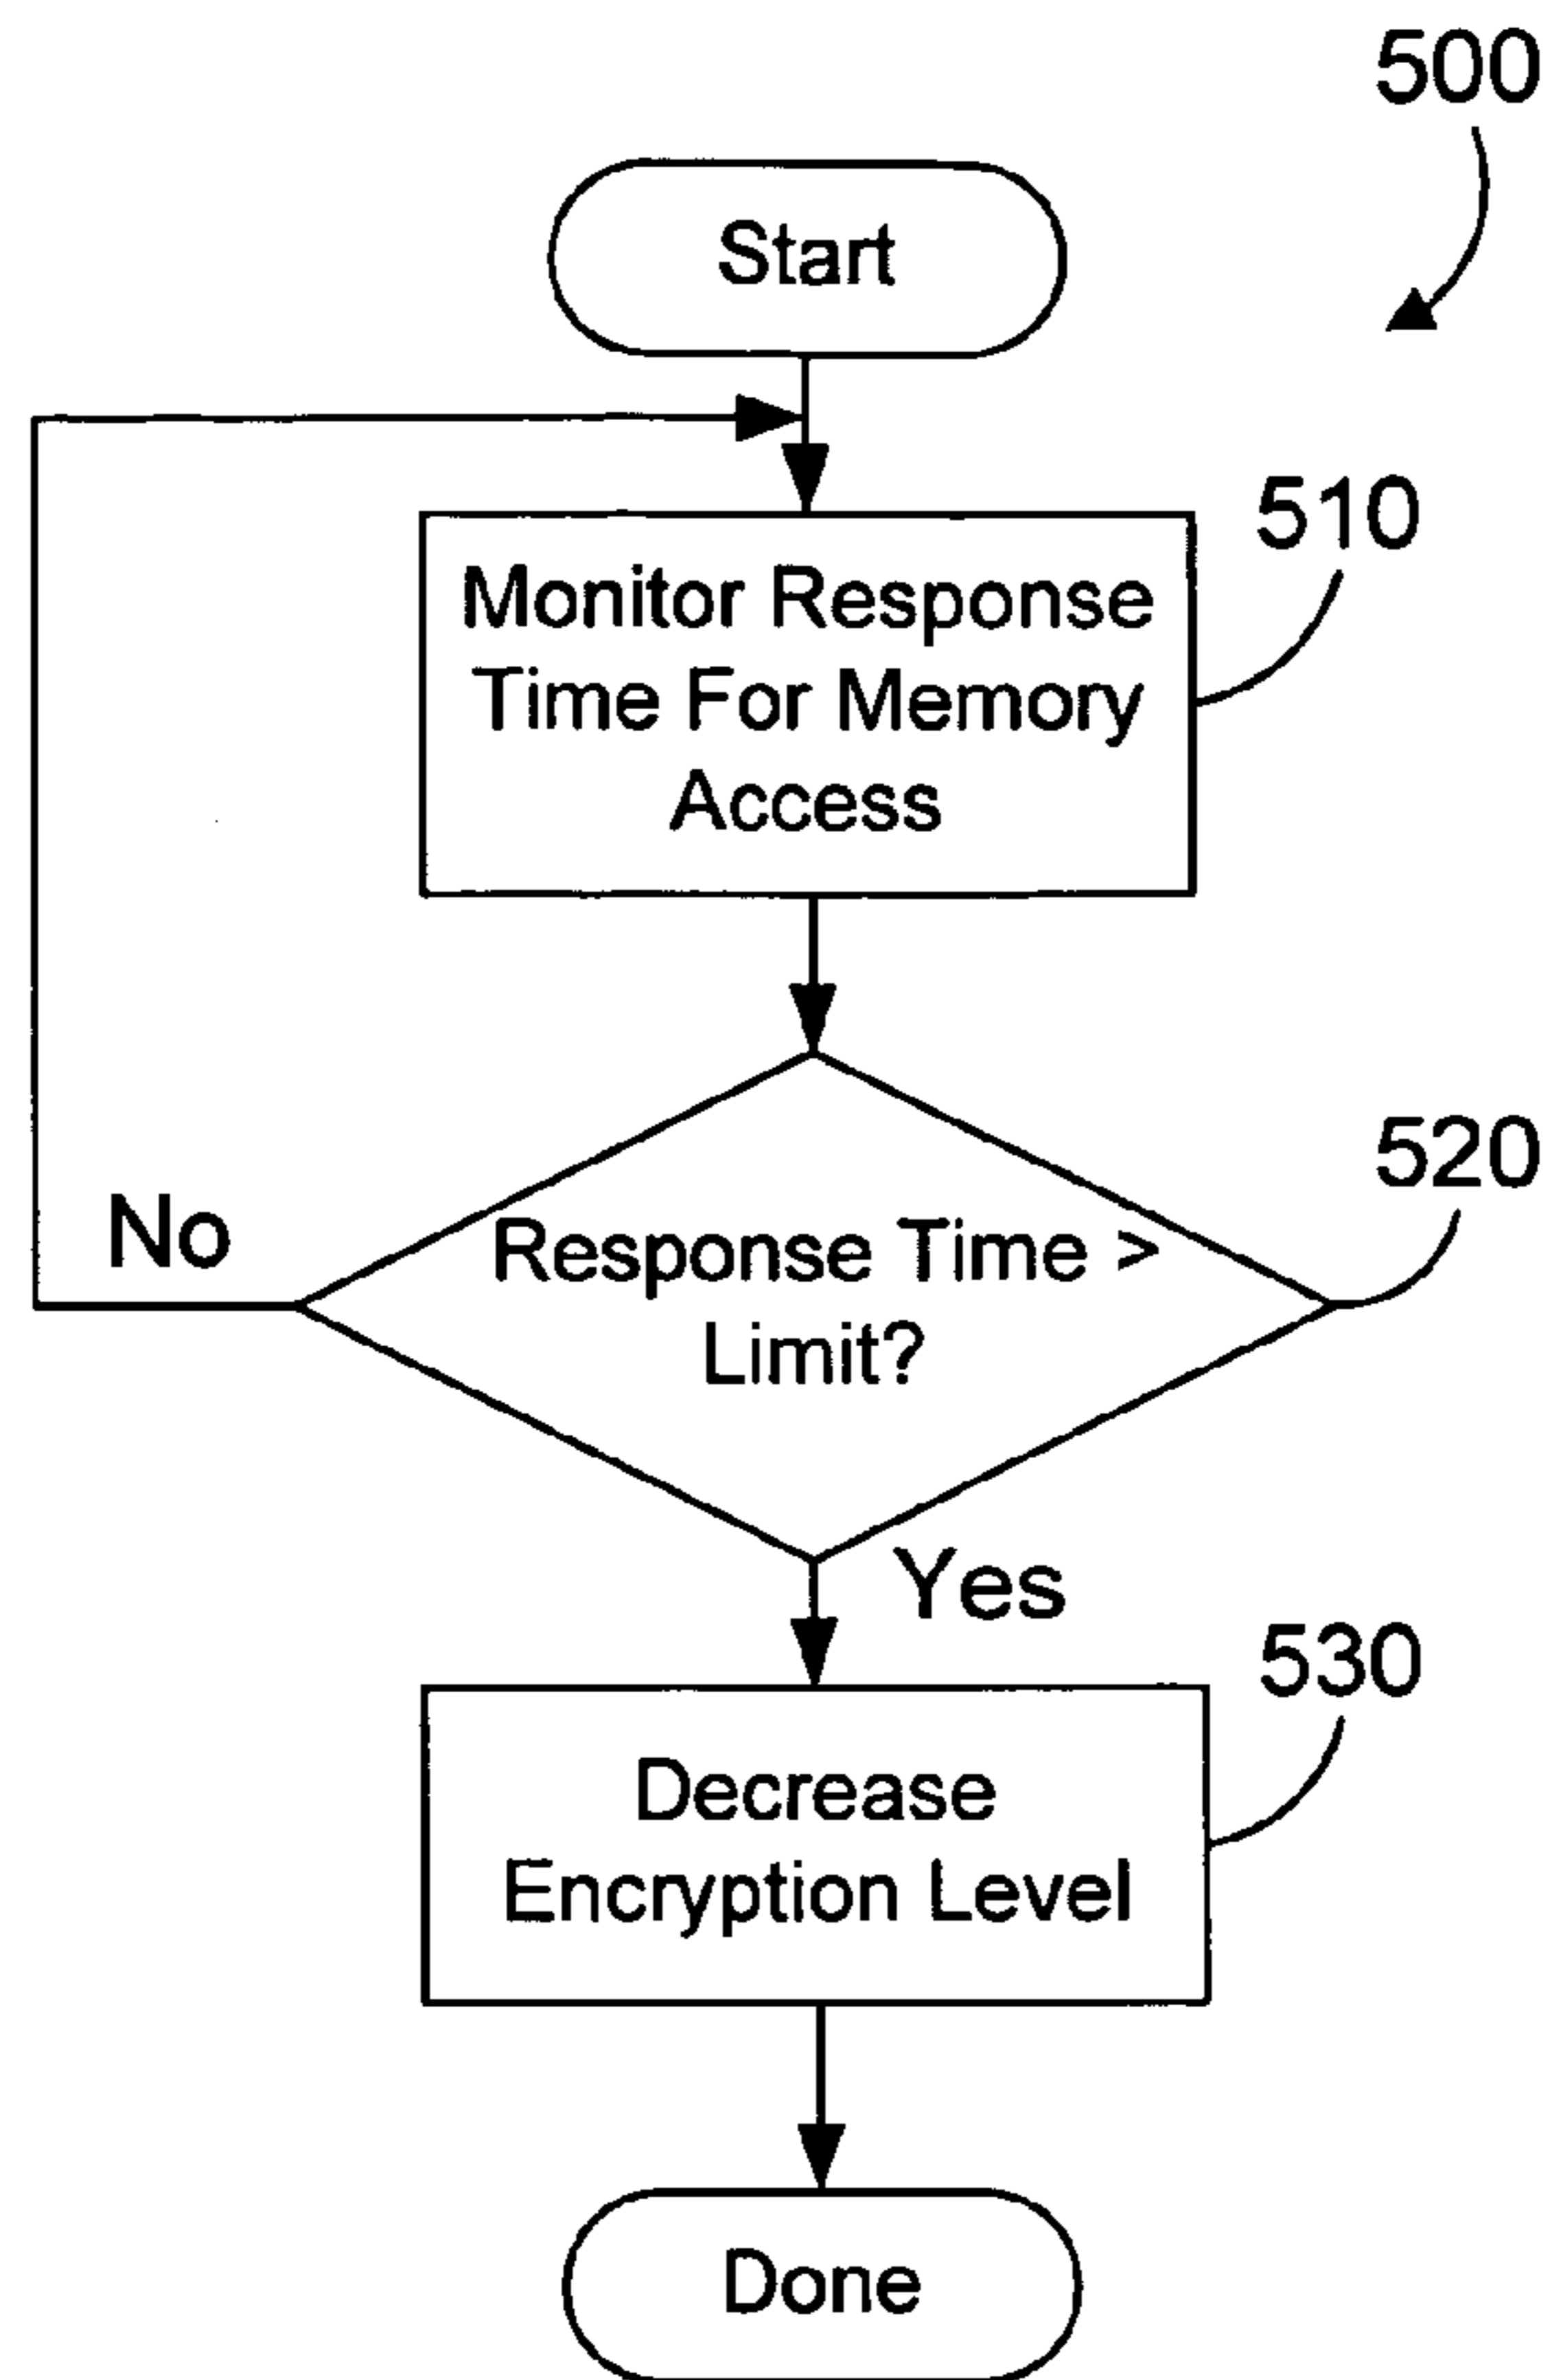 500
Start
510
Monitor Response
Time For Memory
Access
520
No
Response Time >
Limit?
Yes
530
Decrease
Encryption Level
Done